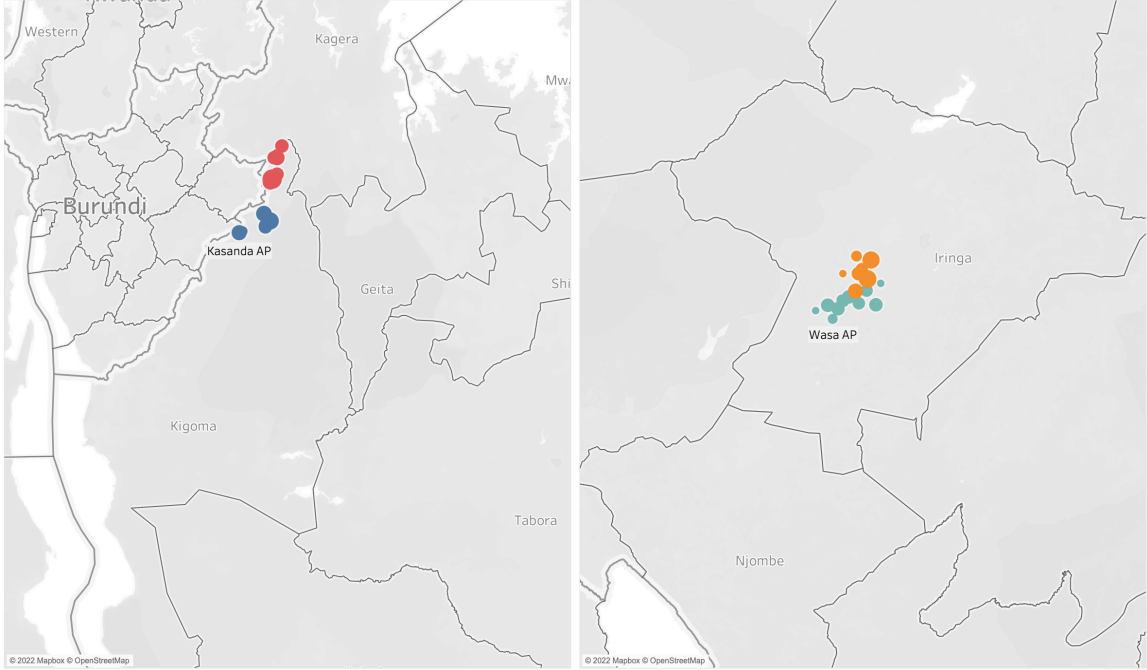 Western
Kagera
Mw
Burundi
Kasanda AP
Geita
Shi
Kigoma
Tabora
© 2022 Mapbox © OpenStreetMap
Iringa
Wasa AP
Njombe
© 2022 Mapbox © OpenStreetMap